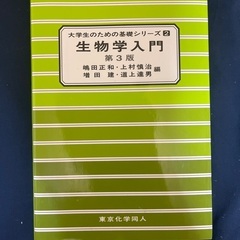 大学生のための基礎シリーズ 2
生物学入門
第3版
嶋田正和・上村慎治
増田 建・道上達男 編
東京化学同人